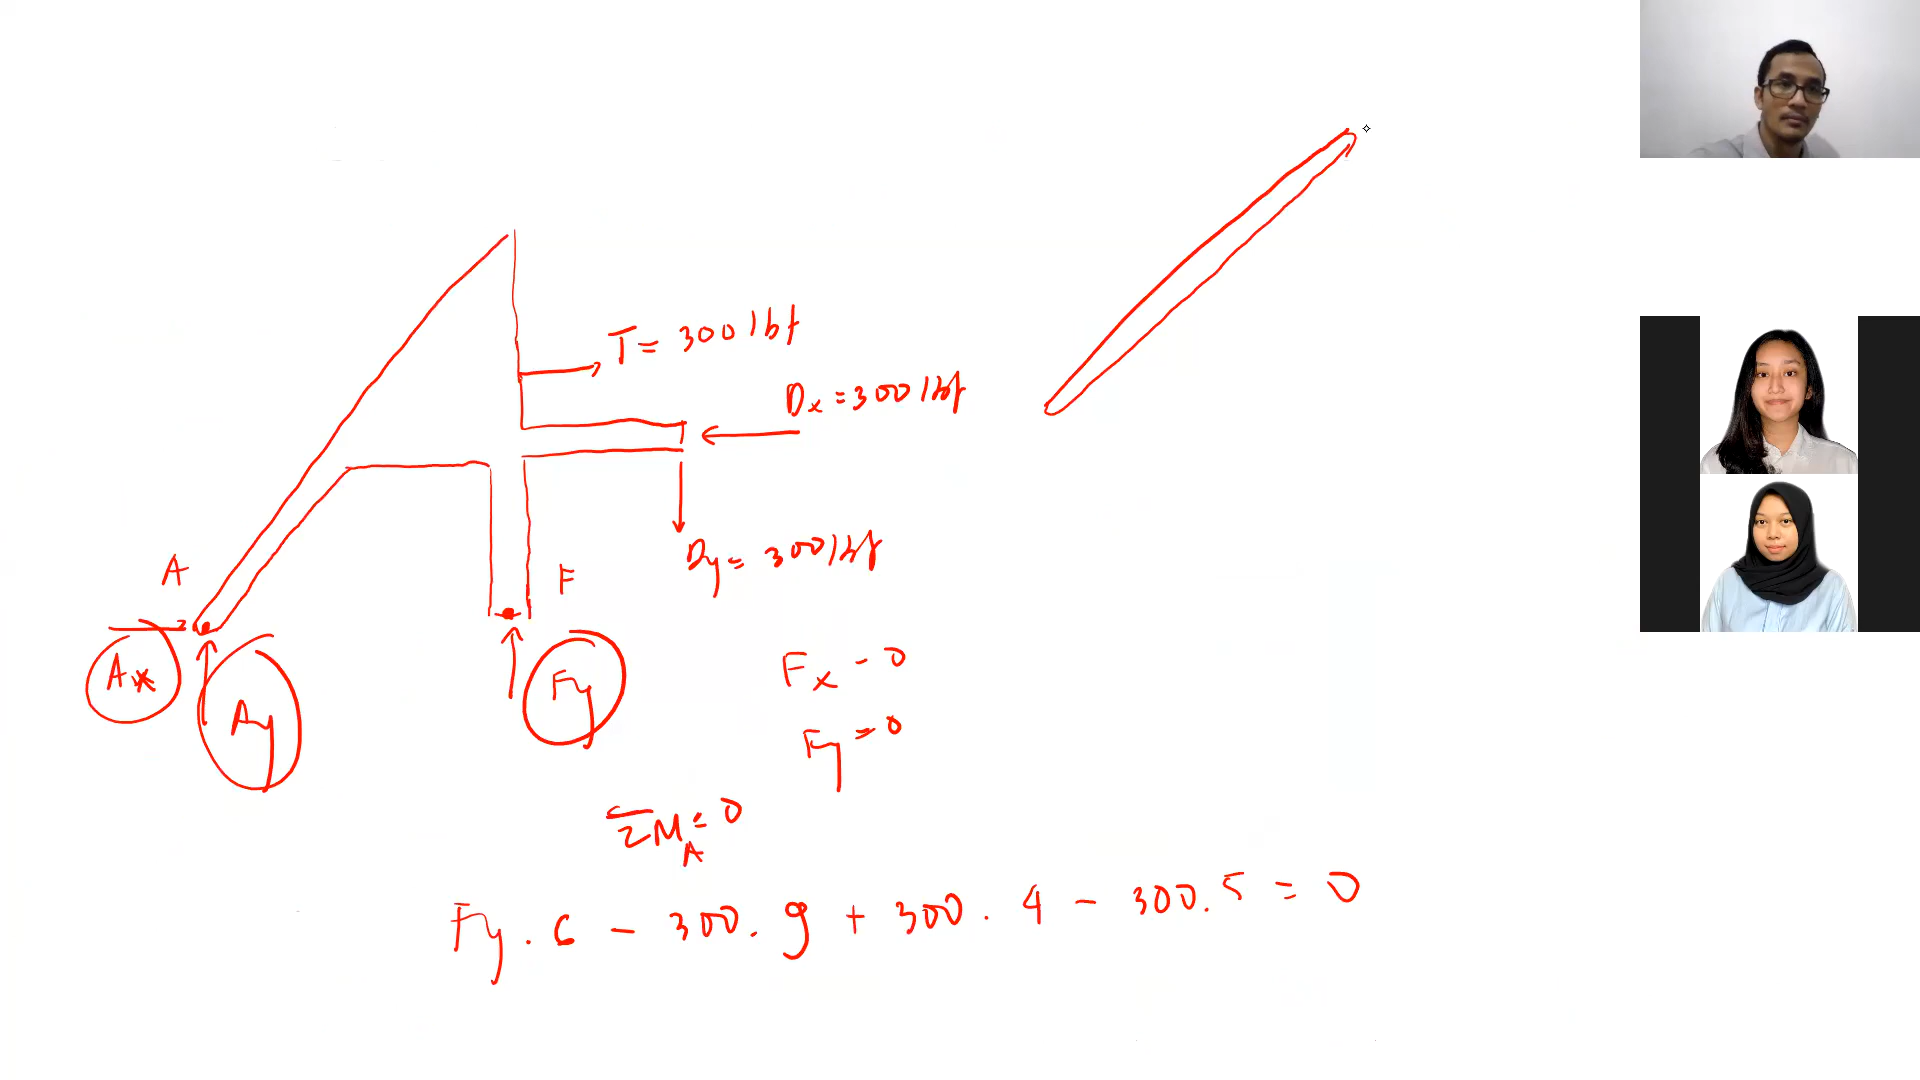 T = 300 lbf
Dx = 300 lbf
Dy = 300 lbf
A
F
Ax
Ay
Fy
Fx = 0
Fy = 0
ΣM_A = 0
Fy . 6 - 300 . 9 + 300 . 4 - 300 . 5 = 0